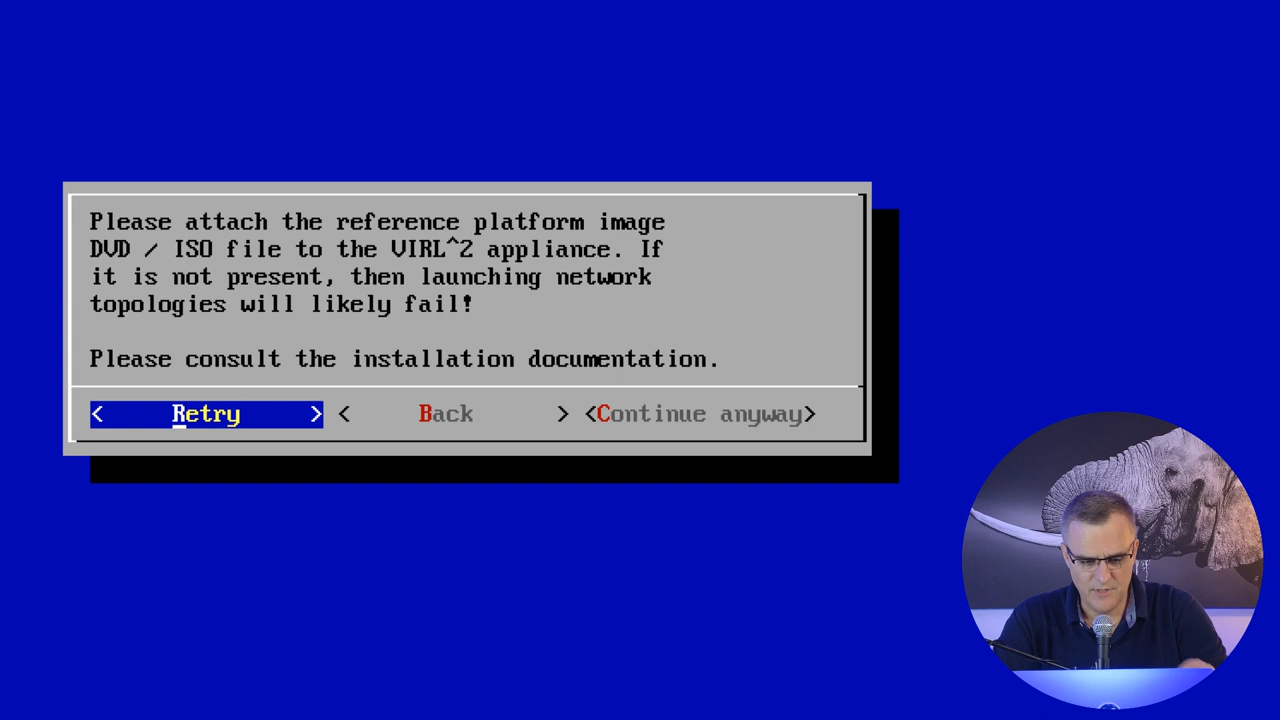 Please attach the reference platform image
DVD / ISO file to the VIRL^2 appliance. If
it is not present, then launching network
topologies will likely fail!
Please consult the installation documentation.
< Retry > < Back > <Continue anyway>